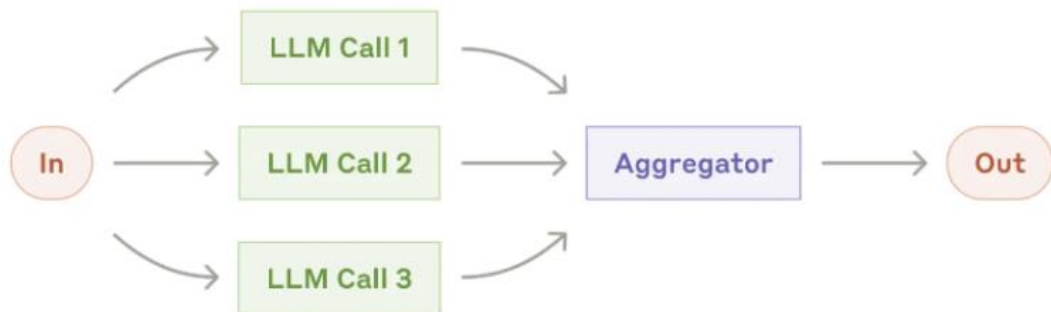 In
LLM Call 1
LLM Call 2
LLM Call 3
Aggregator
Out